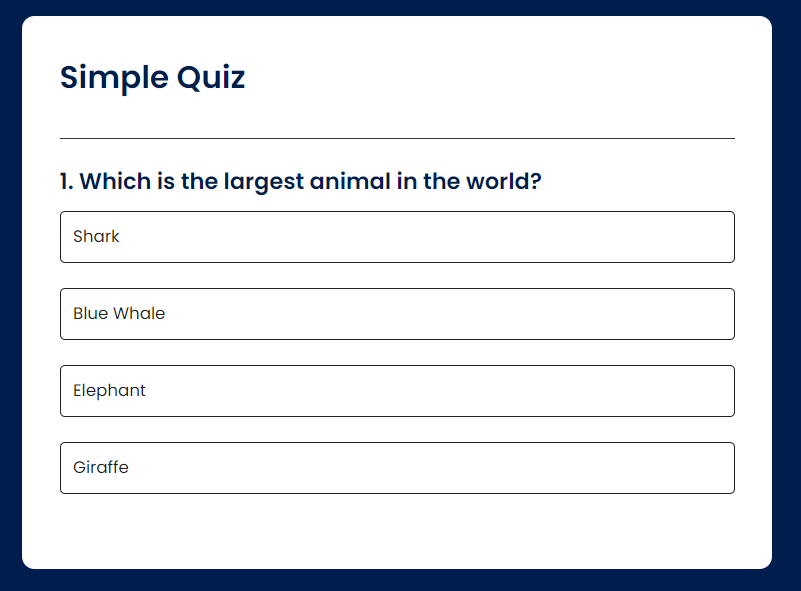 Simple Quiz
1. Which is the largest animal in the world?
Shark
Blue Whale
Elephant
Giraffe